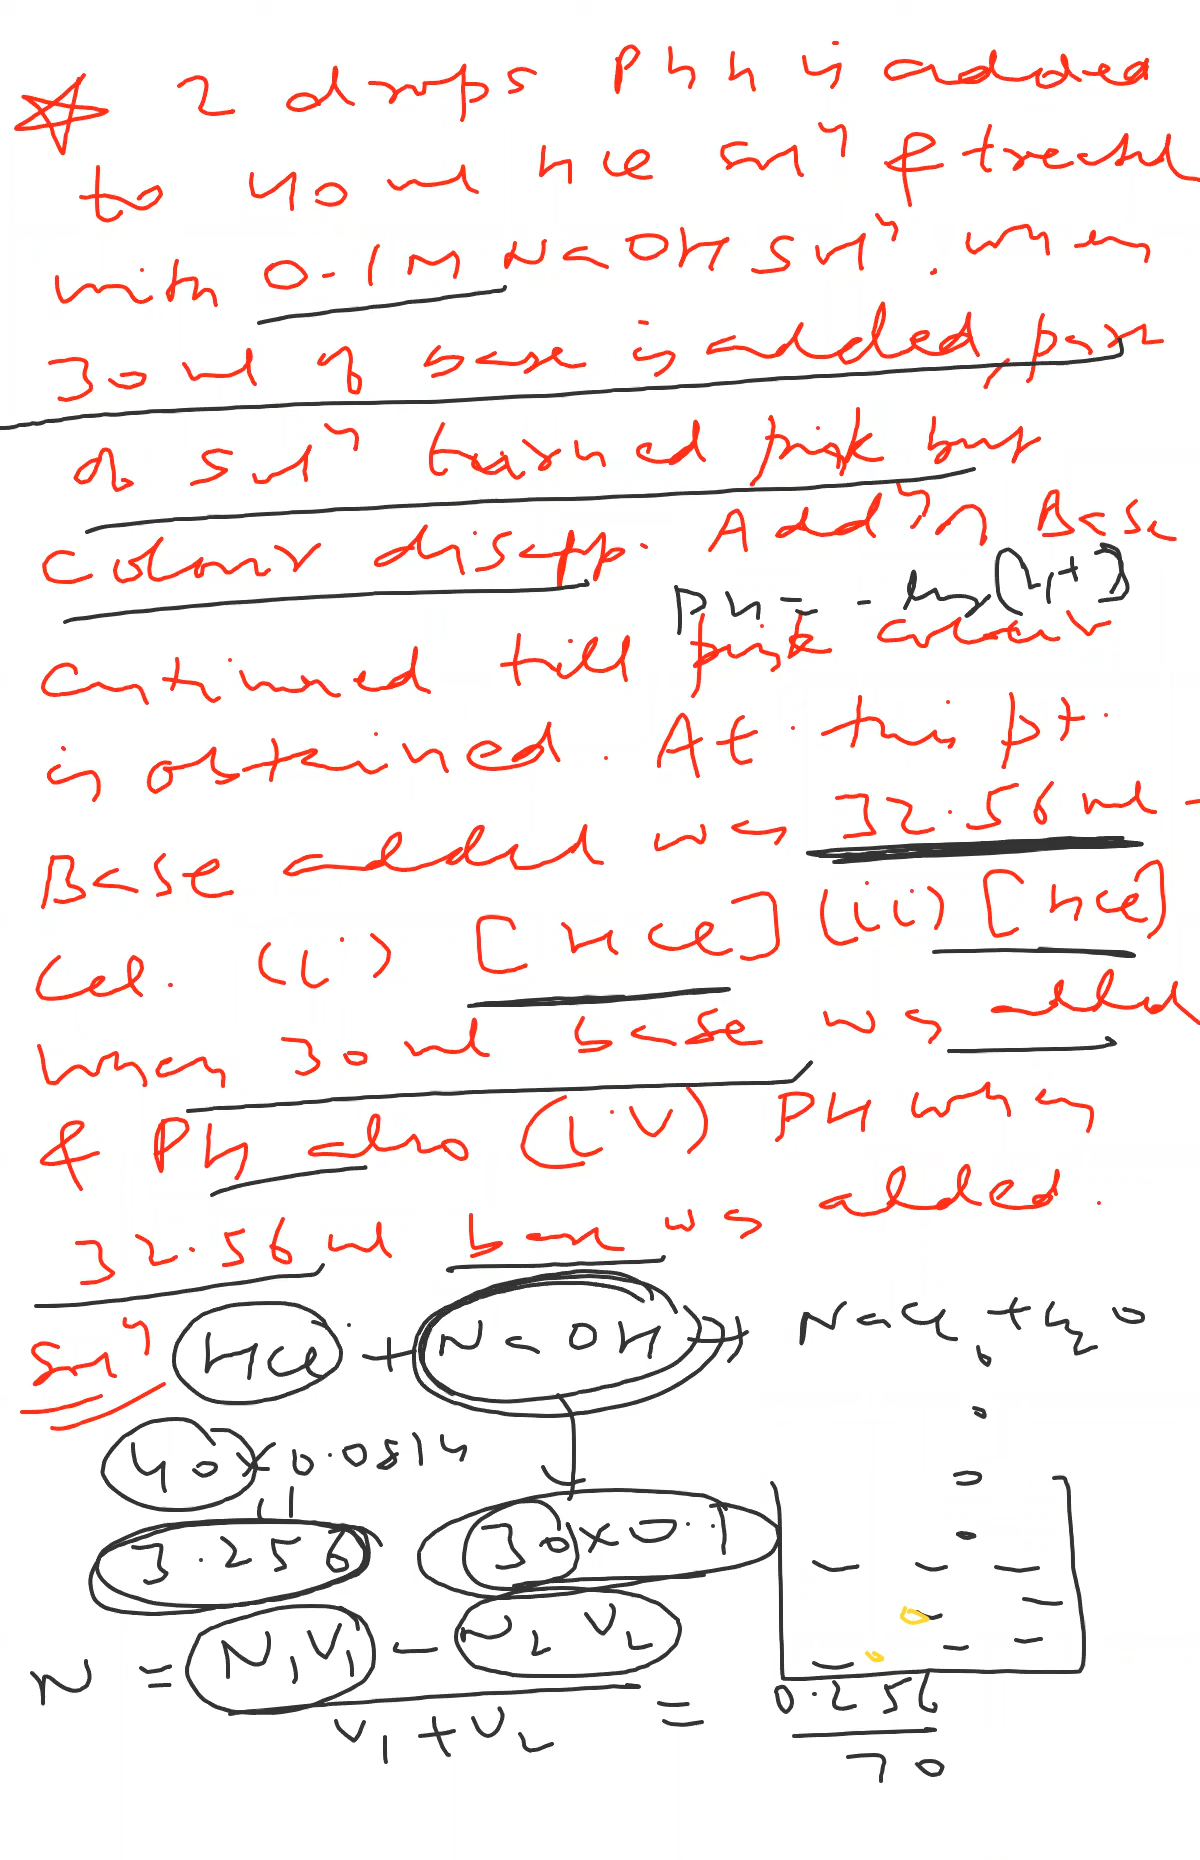 2 drops PhH is added
to 40 ml HCl solⁿ & treated
with 0.1M NaOH solⁿ. when
30 ml of base is added, part
of solⁿ turned pink but
colour disapp. Addⁿ of Base
pH = - log [H+]
continued till pink colour
is obtained. At this pt.
Base added was 32.56 ml -
Cal. (i) [HCl] (ii) [HCl]
when 30 ml base was added
& PH also (iv) PH when
32.56 ml base was added.
Solⁿ HCl + NaOH → NaCl + H2O
40 x 0.0814
11
3.256 30 x 0.1
N = N1V1 - N2V2 / V1 + V2 = 0.256 / 70